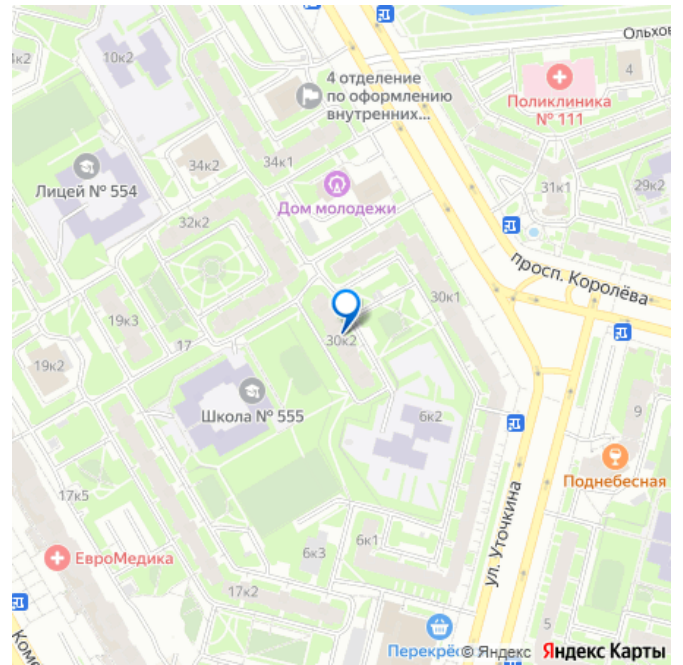 Ольхов
4к2
10к2
4 отделение
по оформлению
внутренних...
4
Поликлиника
№ 111
34к2
34к1
Лицей № 554
31к1
29к2
Дом молодежи
32к2
просп. Королёва
30к1
19к3
17
30к2
19к2
Школа № 555
6к2
9
Поднебесная
17к5
ул. Уточкина
6к1
ЕвроМедика
6к3
17к2
5
Коме
Перекрёс
© Яндекс Яндекс Карты